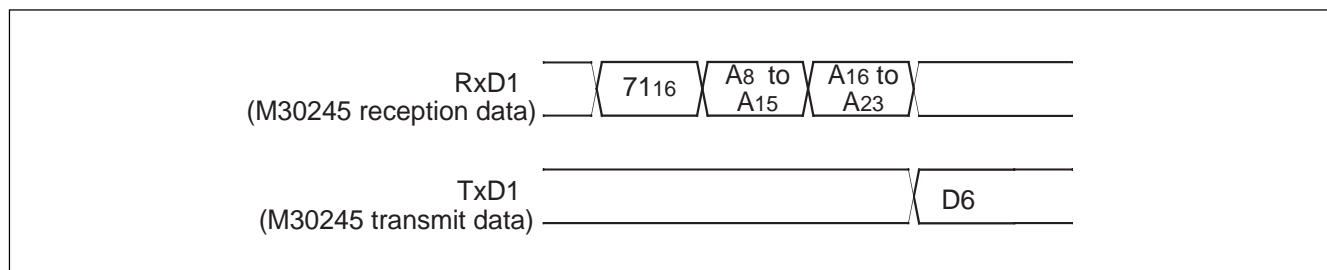 RxD1
(M30245 reception data)
7116
A8 to
A15
A16 to
A23
TxD1
(M30245 transmit data)
D6